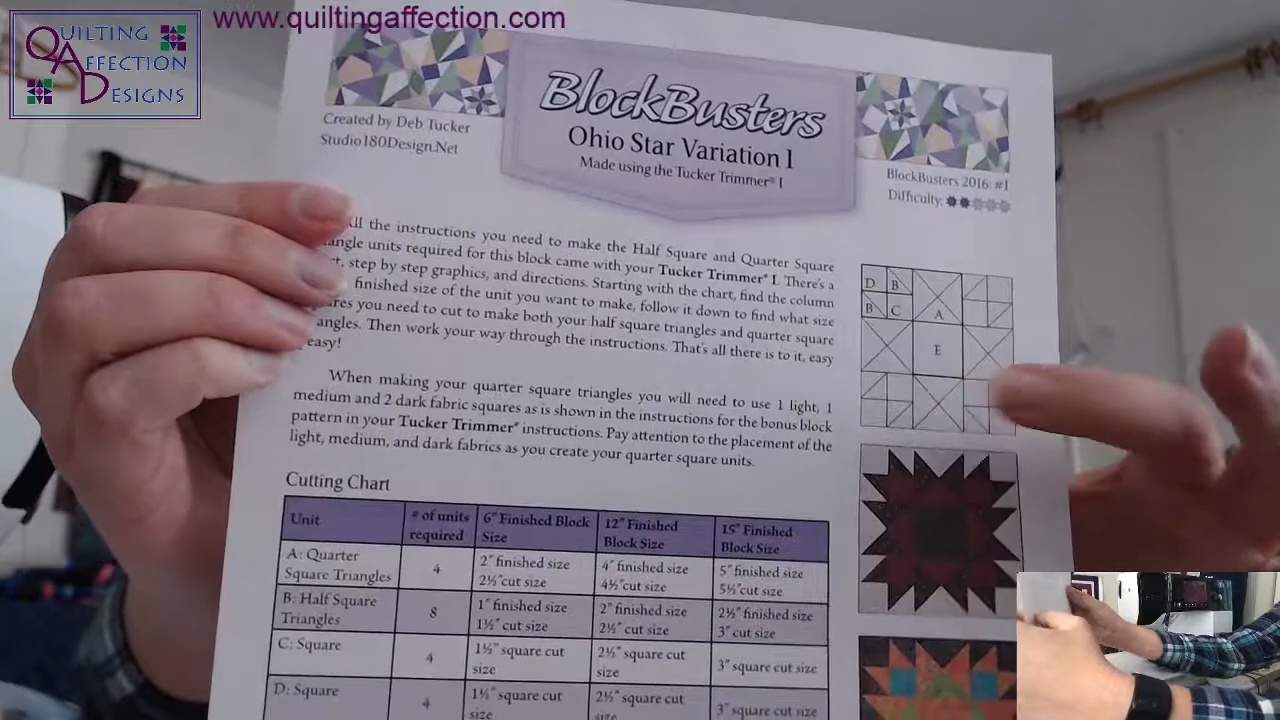 www.quiltingaffection.com
QUILTING
AFFECTION
DESIGNS
Created by Deb Tucker
Studio180Design.Net
BlockBusters
Ohio Star Variation 1
Made using the Tucker Trimmer® I
BlockBusters 2016: #1
Difficulty:
the instructions you need to make the Half Square and Quarter Square
units required for this block came with your Tucker Trimmer® I. There's a
step by step graphics, and directions. Starting with the chart, find the column
finished size of the unit you want to make, follow it down to find what size
you need to cut to make both your half square triangles and quarter square
Then work your way through the instructions. That's all there is to it, easy
easy!
When making your quarter square triangles you will need to use 1 light, 1
medium and 2 dark fabric squares as is shown in the instructions for the bonus block
pattern in your Tucker Trimmer® instructions. Pay attention to the placement of the
light, medium, and dark fabrics as you create your quarter square units.
D B
B C A
E
Cutting Chart
Unit # of units required 6" Finished Block Size 12" Finished Block Size 15" Finished Block Size
A: Quarter Square Triangles 4 2" finished size 2½" cut size 4" finished size 4½" cut size 5" finished size 5½" cut size
B: Half Square Triangles 8 1" finished size 1½" cut size 2" finished size 2½" cut size 2½" finished size 3" cut size
C: Square 4 1½" square cut size 2½" square cut size 3" square cut size
D: Square 4 1½" square cut size 2½" square cut size 3" square cut size